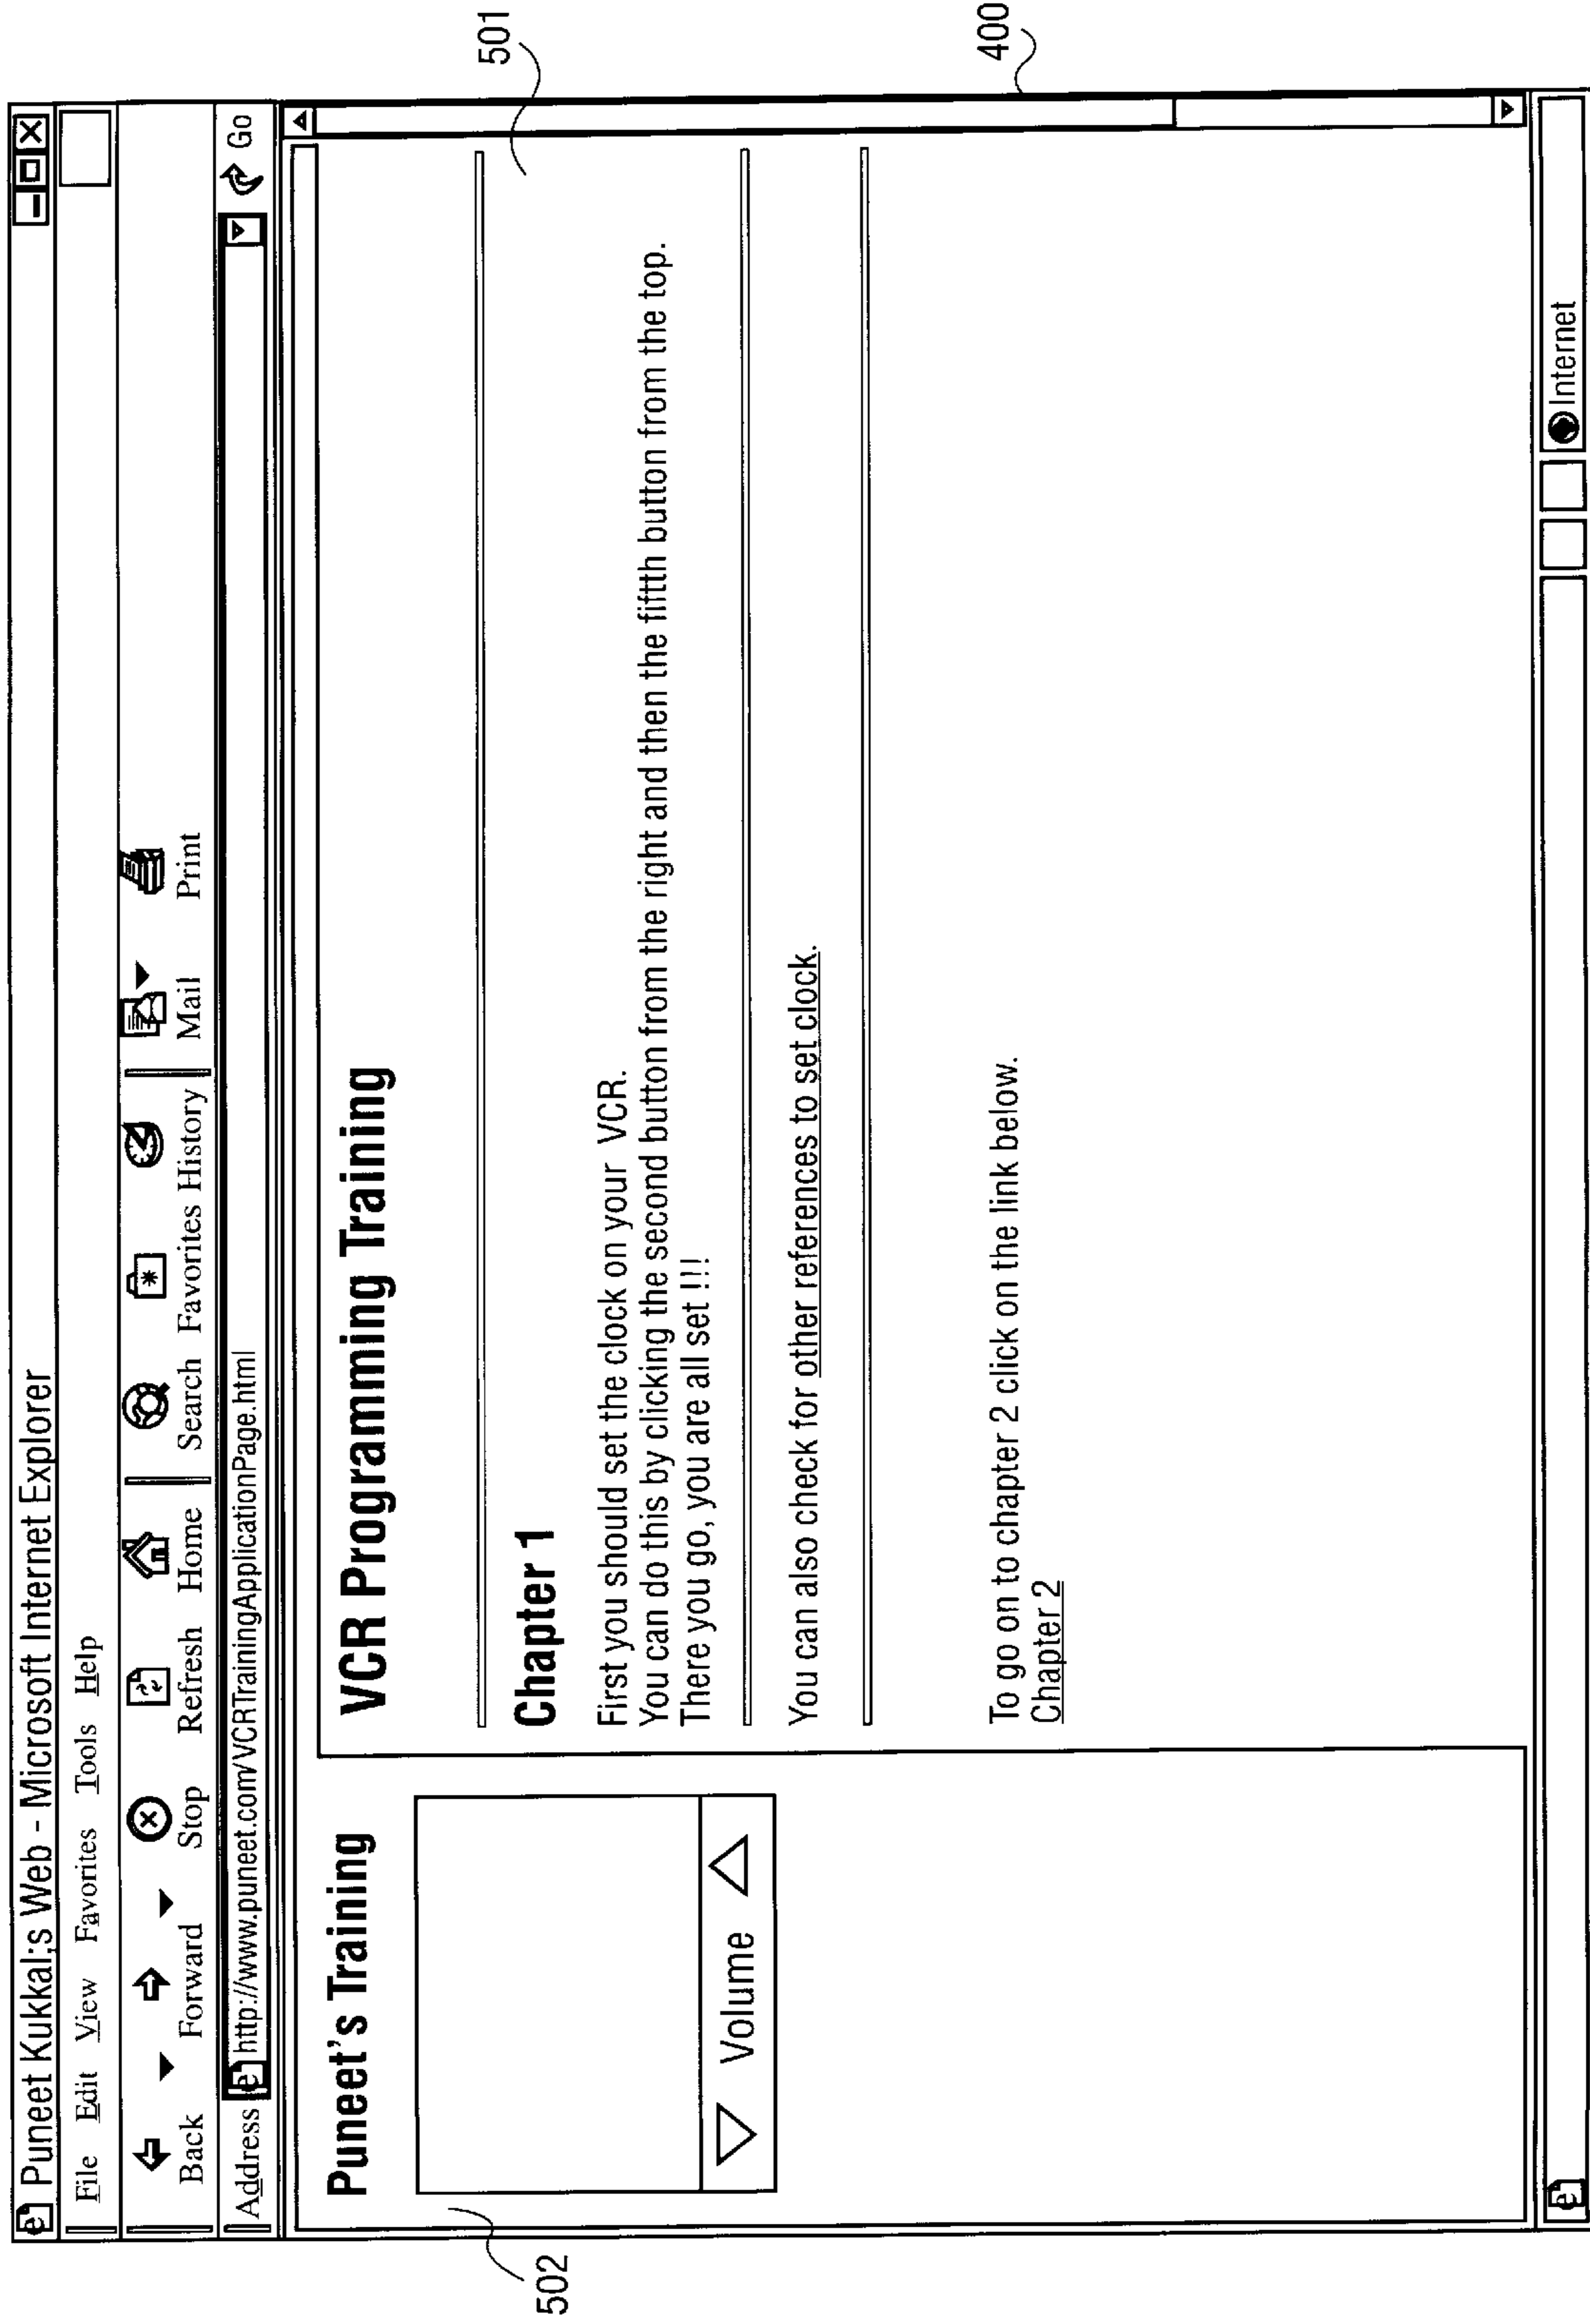 Puneet Kukkal;s Web - Microsoft Internet Explorer
File Edit View Favorites Tools Help
Back Forward Stop Refresh Home Search Favorites History Mail Print
Address http://www.puneet.com/VCRTrainingApplicationPage.html Go
Puneet's Training
Volume
VCR Programming Training
Chapter 1
First you should set the clock on your VCR.
You can do this by clicking the second button from the right and then the fifth button from the top.
There you go, you are all set !!!
You can also check for other references to set clock.
To go on to chapter 2 click on the link below.
Chapter 2
Internet
501
400
502